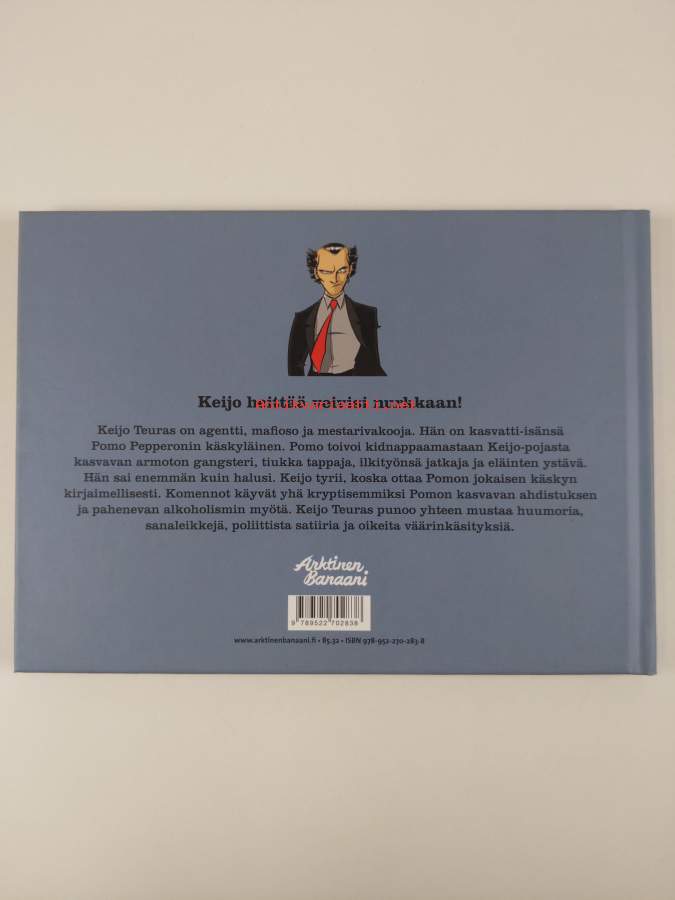 Keijo heittää veivisi nurkkaan!
Keijo Teuras on agentti, mafioso ja mestarivakooja. Hän on kasvatti-isänsä
Pomo Pepperonin käskyläinen. Pomo toivoi kidnappaamastaan Keijo-pojasta
kasvavan armoton gangsteri, tiukka tappaja, ilkityönsä jatkaja ja eläinten ystävä.
Hän sai enemmän kuin halusi. Keijo tyrii, koska ottaa Pomon jokaisen käskyn
kirjaimellisesti. Komennot käyvät yhä kryptisemmiksi Pomon kasvavan ahdistuksen
ja pahenevan alkoholismin myötä. Keijo Teuras punoo yhteen mustaa huumoria,
sanaleikkejä, poliittista satiiria ja oikeita väärinkäsityksiä.
Arktinen
Banaani
9 789522 702838
www.arktinenbanaani.fi • 85.32 • ISBN 978-952-270-283-8